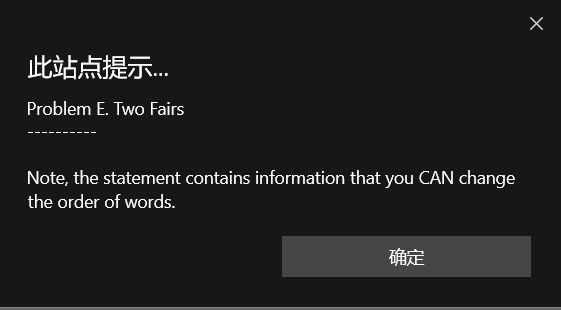 此站点提示...
Problem E. Two Fairs
----------
Note, the statement contains information that you CAN change
the order of words.
确定